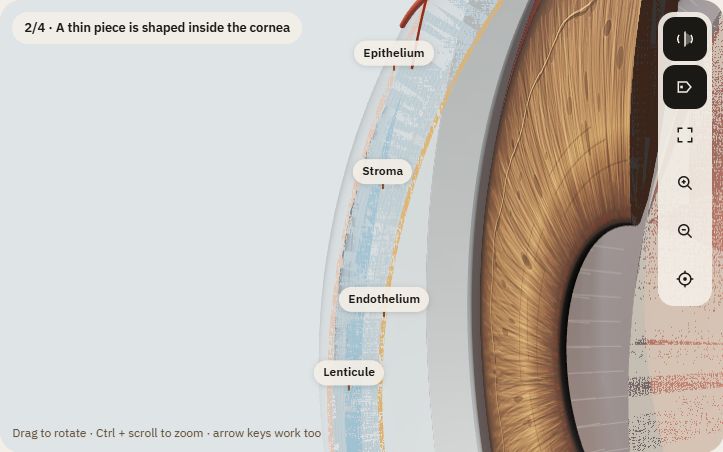 2/4 · A thin piece is shaped inside the cornea
Epithelium
Stroma
Endothelium
Lenticule
Drag to rotate · Ctrl + scroll to zoom · arrow keys work too